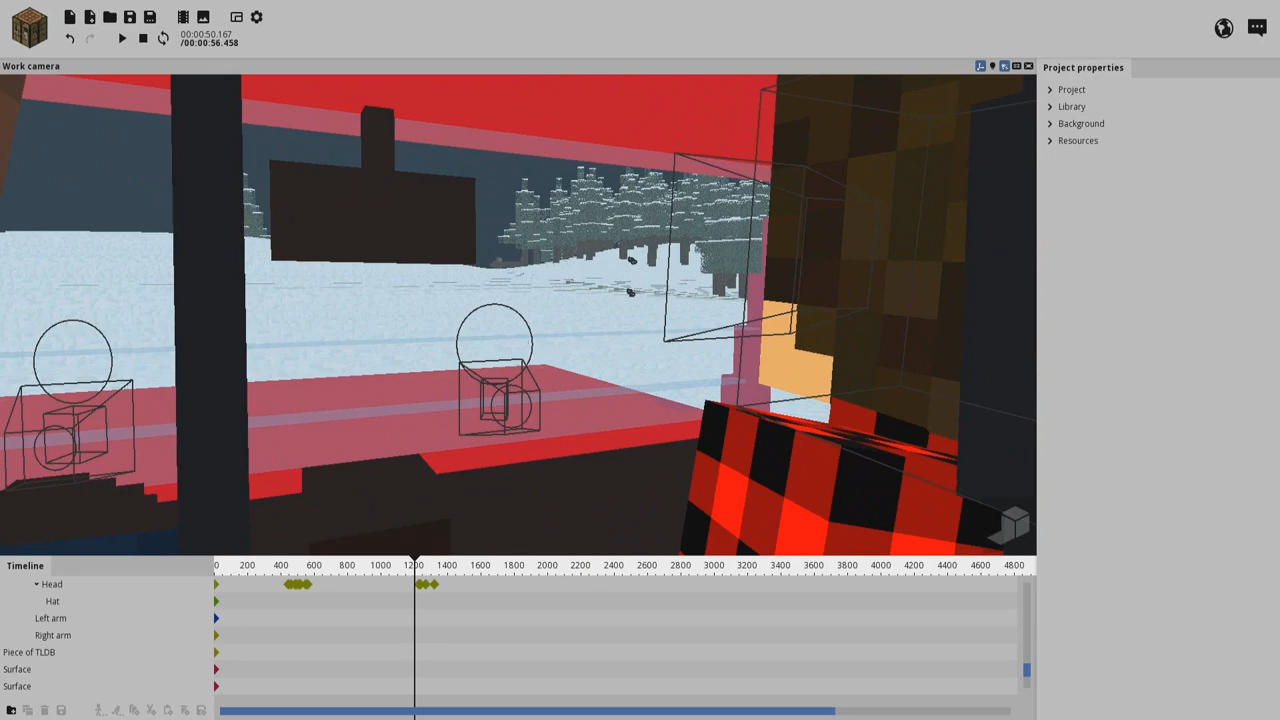 00:00:50.167
/00:00:56.458
Work camera
Project properties
Project
Library
Background
Resources
Timeline
0 200 400 600 800 1000 1200 1400 1600 1800 2000 2200 2400 2600 2800 3000 3200 3400 3600 3800 4000 4200 4400 4600 4800
Head
Hat
Left arm
Right arm
Piece of TLDB
Surface
Surface